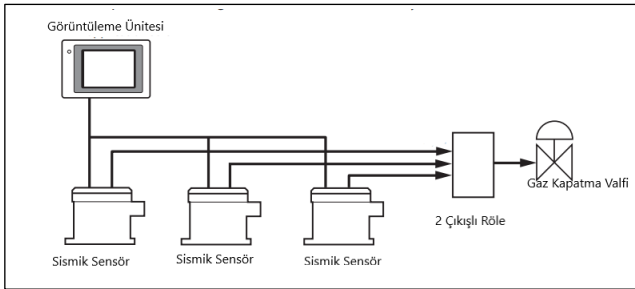 Görüntüleme Ünitesi
Gaz Kapatma Valfi
2 Çıkışlı Röle
Sismik Sensör
Sismik Sensör
Sismik Sensör